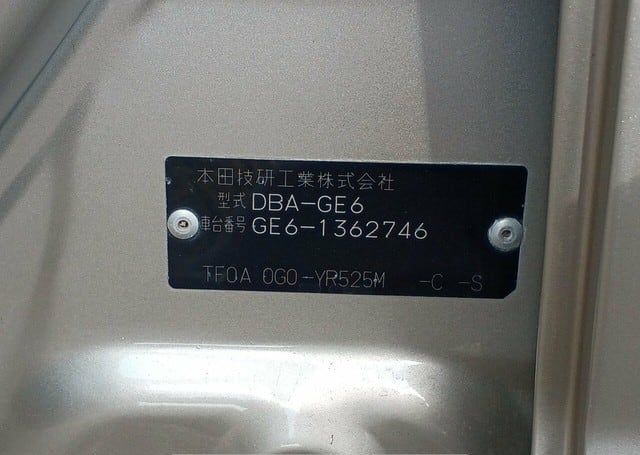 本田技研工業株式会社
型式 DBA-GE6
車台番号 GE6-1362746
TF0A 0G0-YR525M -C -S